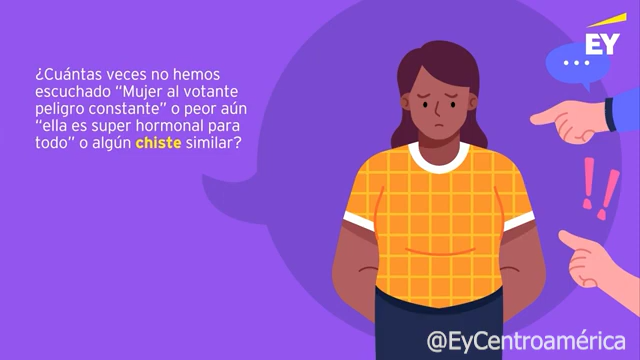 EY
¿Cuántas veces no hemos
escuchado “Mujer al votante
peligro constante” o peor aún
“ella es super hormonal para
todo” o algún chiste similar?
@EyCentroamérica